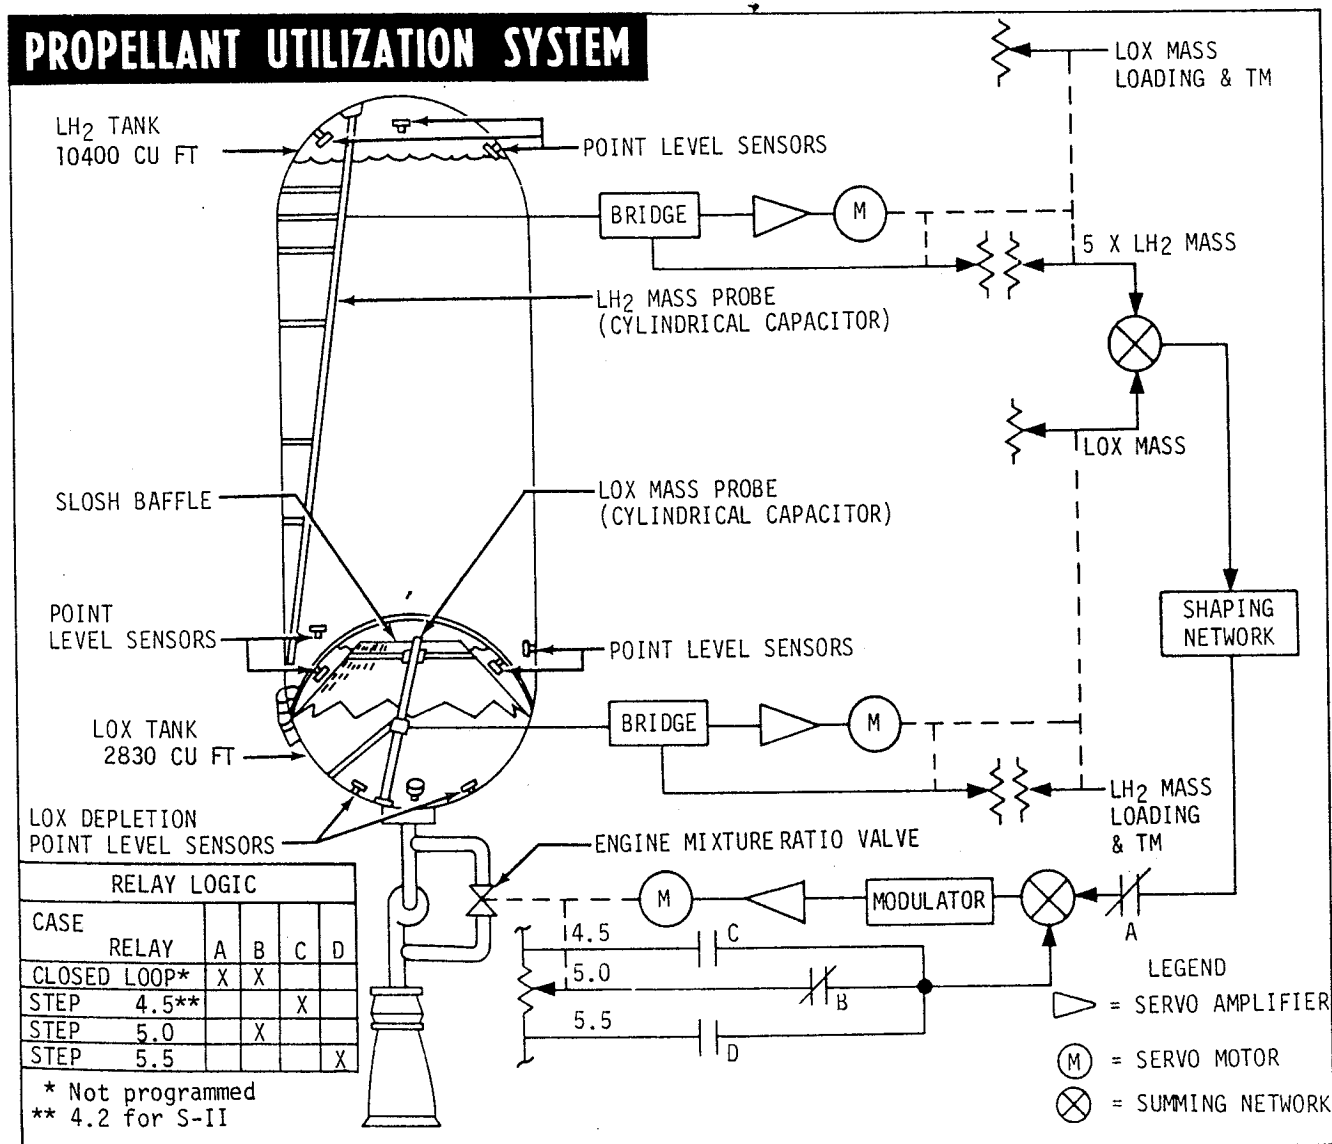 PROPELLANT UTILIZATION SYSTEM
LOX MASS
LOADING & TM
LH2 TANK
10400 CU FT
POINT LEVEL SENSORS
BRIDGE
M
5 X LH2 MASS
LH2 MASS PROBE
(CYLINDRICAL CAPACITOR)
LOX MASS
SLOSH BAFFLE
LOX MASS PROBE
(CYLINDRICAL CAPACITOR)
SHAPING
NETWORK
POINT
LEVEL SENSORS
POINT LEVEL SENSORS
LOX TANK
2830 CU FT
BRIDGE
M
LH2 MASS
LOADING
& TM
LOX DEPLETION
POINT LEVEL SENSORS
ENGINE MIXTURE RATIO VALVE
M
MODULATOR
A
4.5
C
5.0
B
5.5
D
RELAY LOGIC
CASE
RELAY A B C D
CLOSED LOOP* X X
STEP 4.5** X
STEP 5.0 X
STEP 5.5 X
* Not programmed
** 4.2 for S-II
LEGEND
= SERVO AMPLIFIER
M = SERVO MOTOR
= SUMMING NETWORK